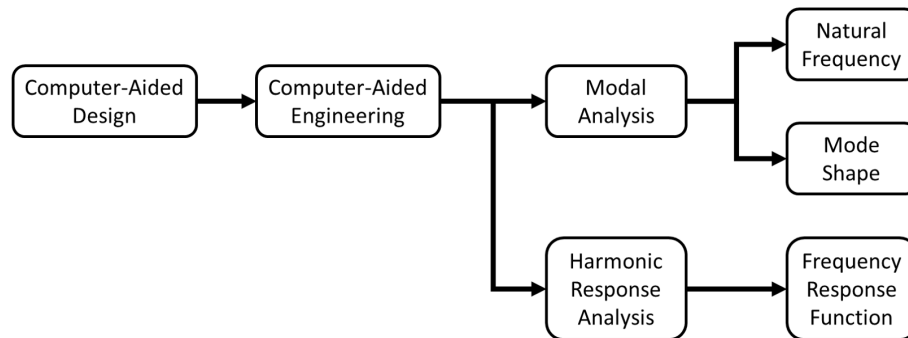 Computer-Aided
Design
Computer-Aided
Engineering
Modal
Analysis
Natural
Frequency
Mode
Shape
Harmonic
Response
Analysis
Frequency
Response
Function